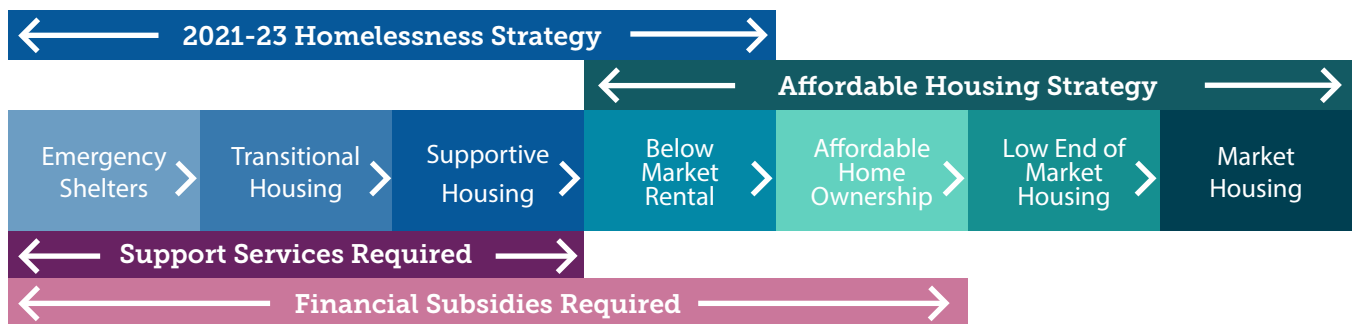 2021-23 Homelessness Strategy
Affordable Housing Strategy
Emergency
Shelters
Transitional
Housing
Supportive
Housing
Below
Market
Rental
Affordable
Home
Ownership
Low End of
Market
Housing
Market
Housing
Support Services Required
Financial Subsidies Required